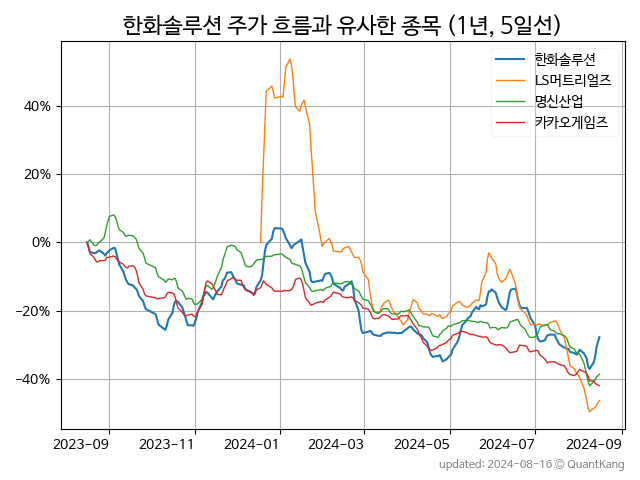 한화솔루션 주가 흐름과 유사한 종목 (1년, 5일선)
한화솔루션
LS머트리얼즈
명신산업
카카오게임즈
40%
20%
0%
−20%
−40%
2023-09
2023-11
2024-01
2024-03
2024-05
2024-07
2024-09
updated: 2024-08-16 © QuantKang